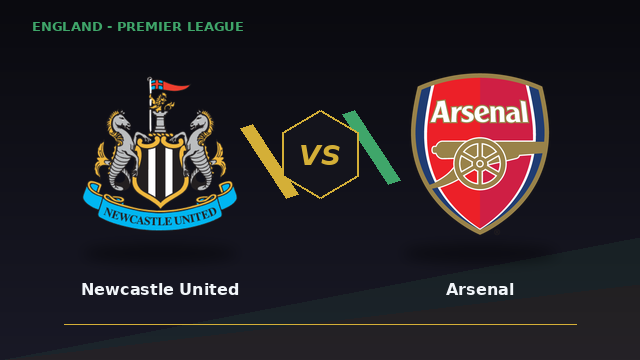 ENGLAND - PREMIER LEAGUE
NEWCASTLE UNITED
VS
Arsenal
Newcastle United
Arsenal